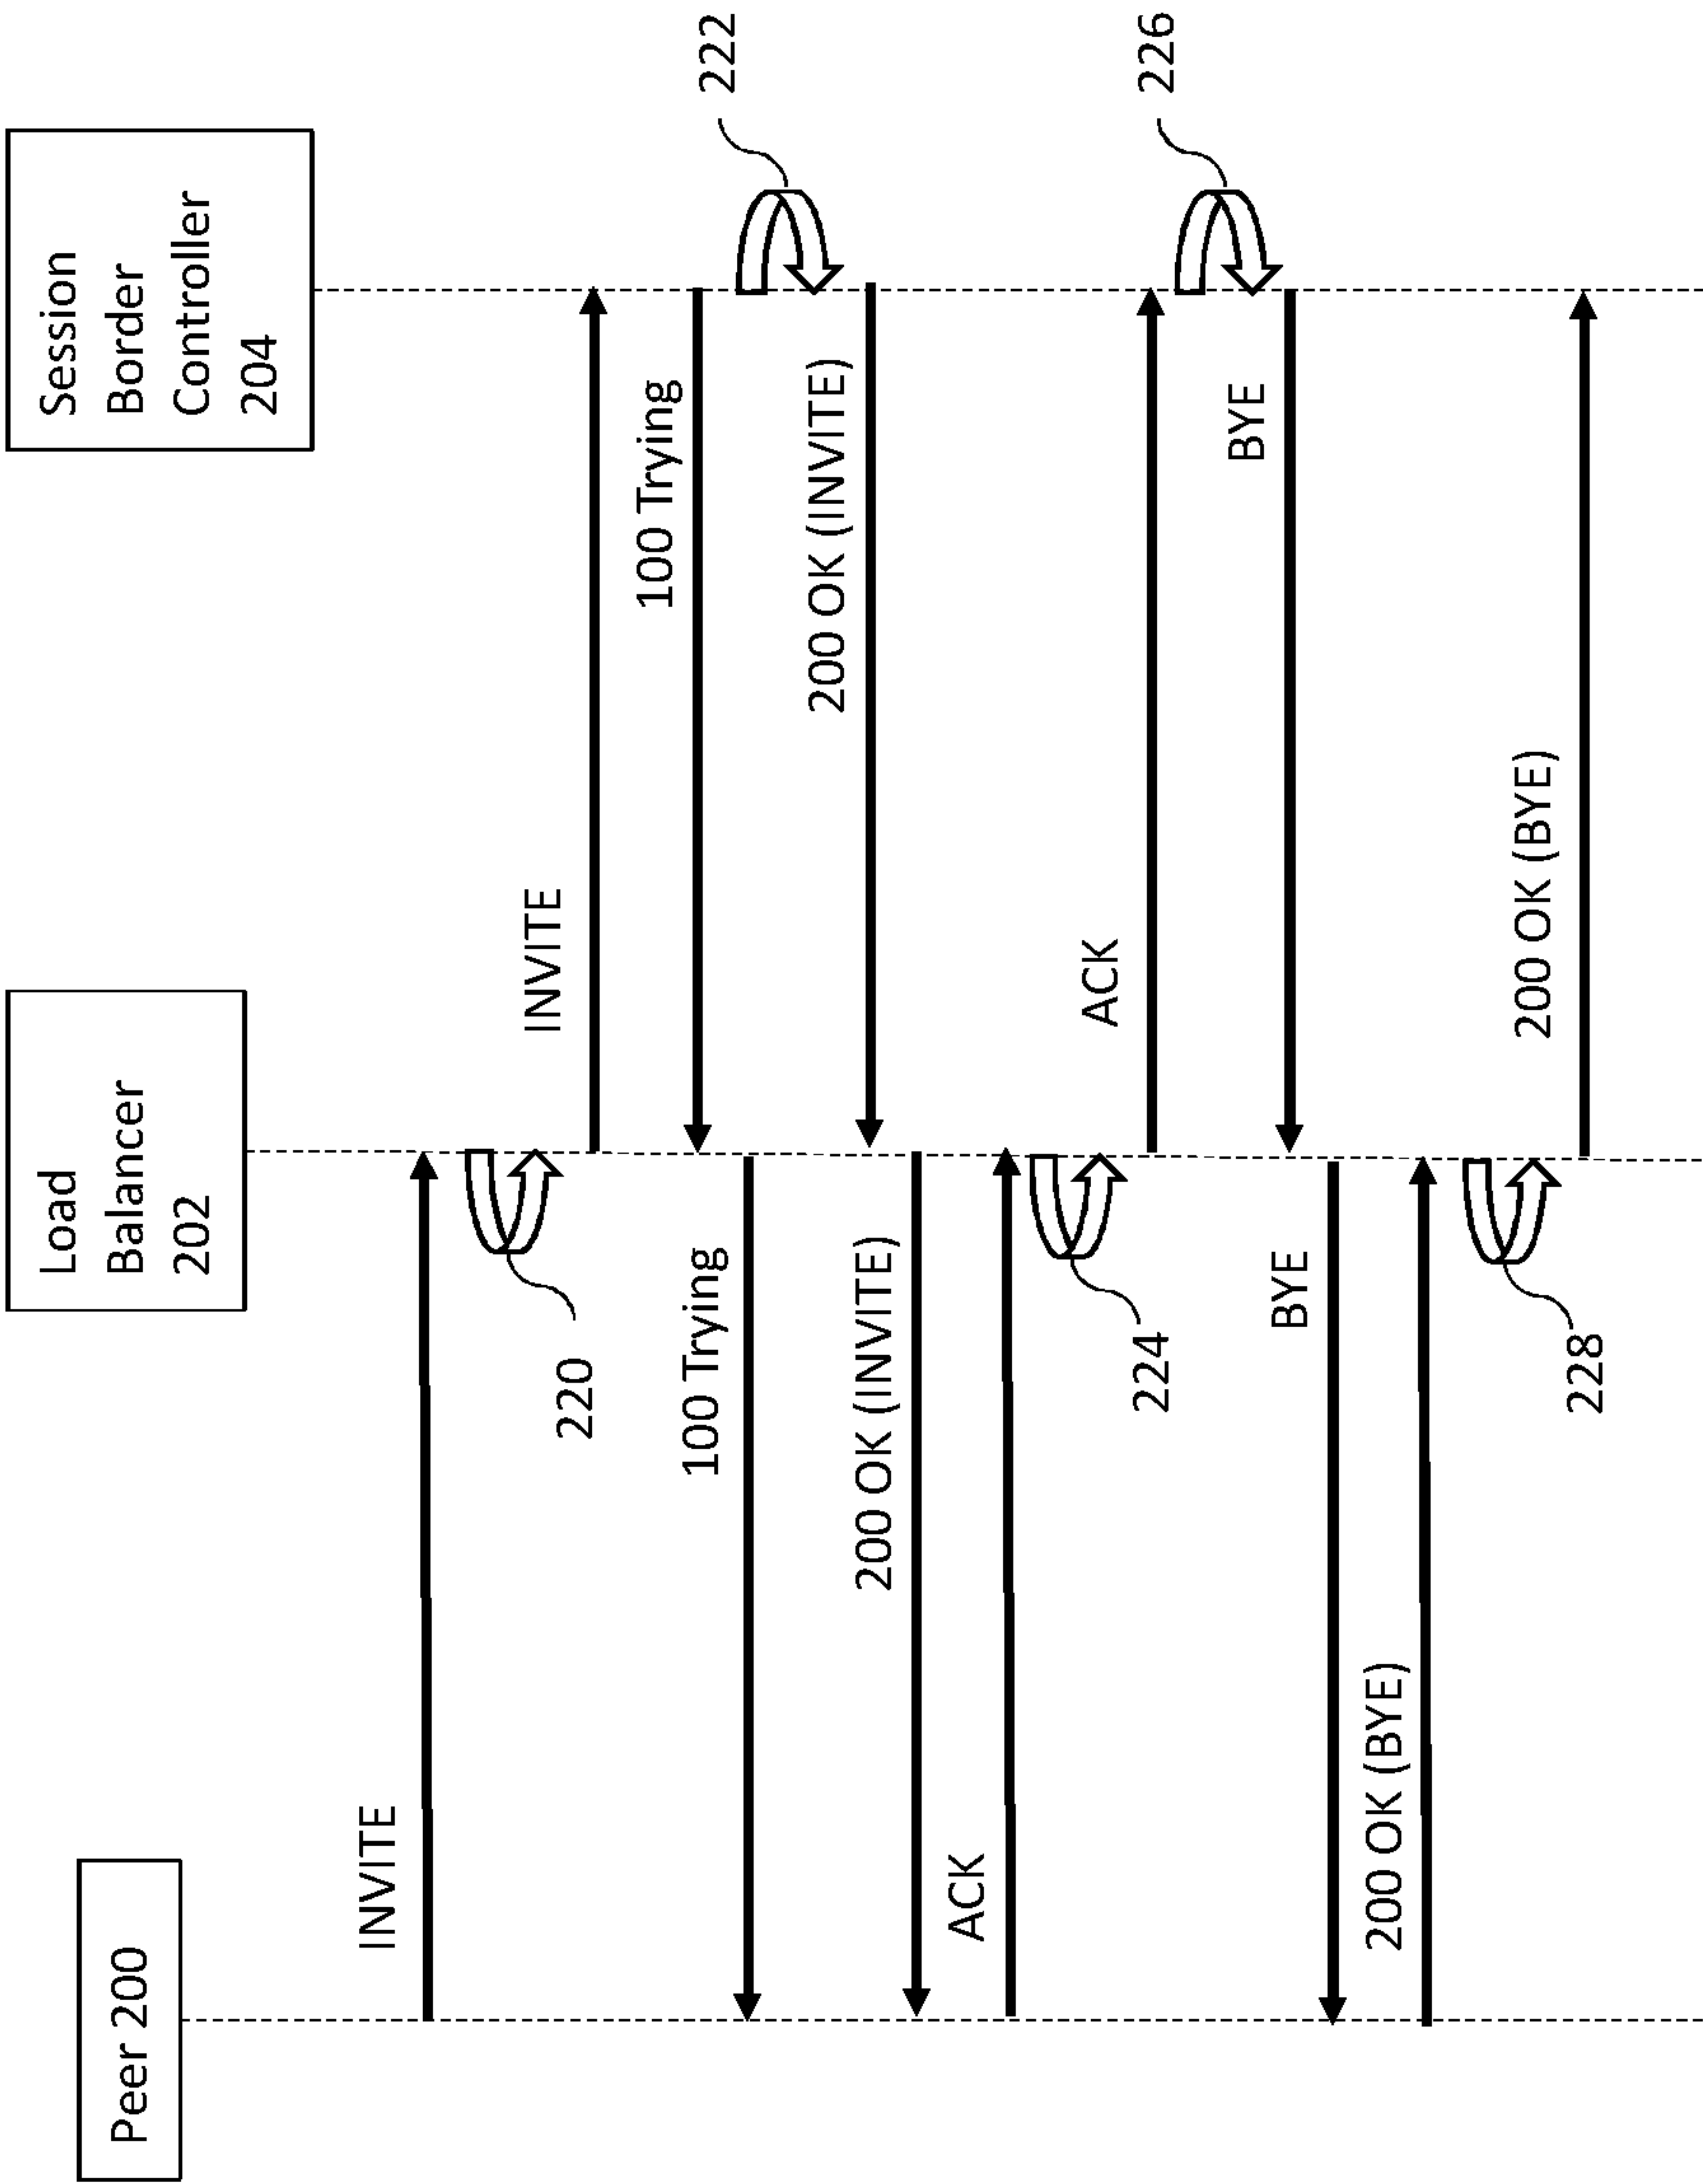 Peer 200
Load
Balancer
202
Session
Border
Controller
204
INVITE
220
INVITE
100 Trying
100 Trying
222
200 OK (INVITE)
200 OK (INVITE)
ACK
224
ACK
226
BYE
BYE
200 OK (BYE)
228
200 OK (BYE)